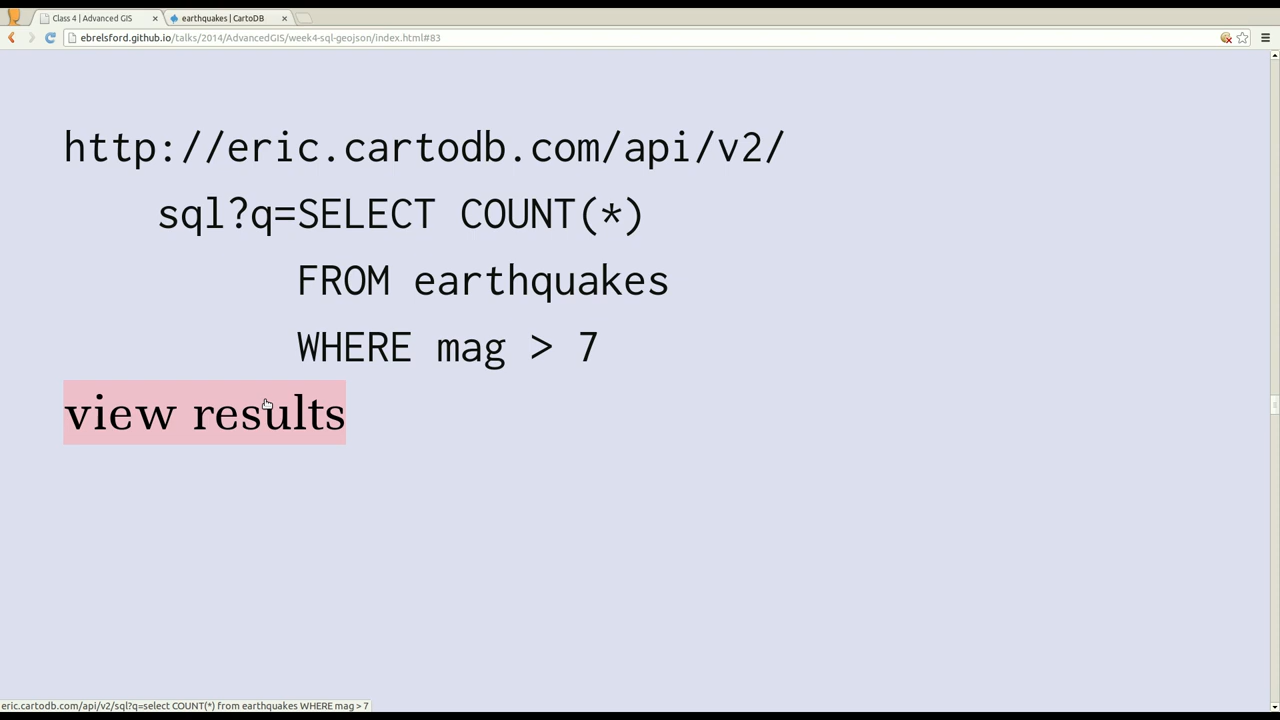 Class 4 | Advanced GIS
earthquakes | CartoDB
ebrelsford.github.io/talks/2014/AdvancedGIS/week4-sql-geojson/index.html#83
http://eric.cartodb.com/api/v2/
sql?q=SELECT COUNT(*)
FROM earthquakes
WHERE mag > 7
view results
eric.cartodb.com/api/v2/sql?q=select COUNT(*) from earthquakes WHERE mag > 7